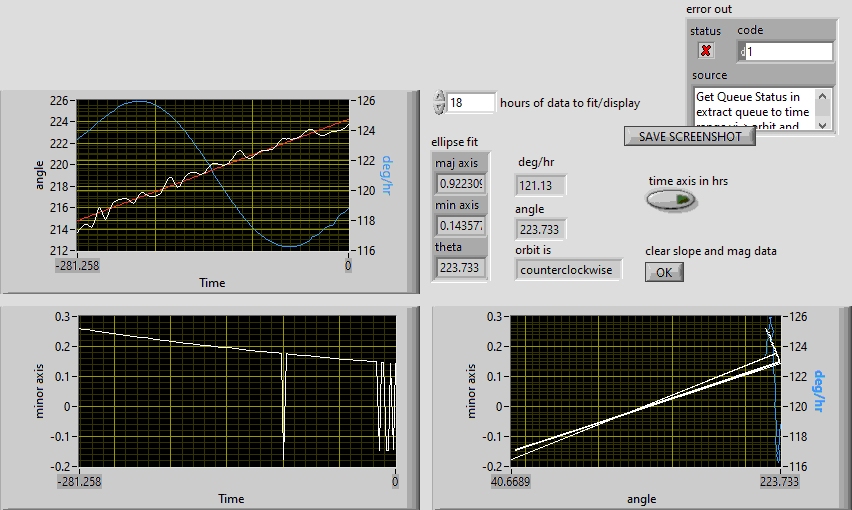 error out
status
code
d1
source
Get Queue Status in
extract queue to time
SAVE SCREENSHOT
18
hours of data to fit/display
226
224
222
220
218
216
214
212
angle
126
124
122
120
118
116
deg/hr
-281.258
0
Time
ellipse fit
maj axis
0.922309
min axis
0.14357
theta
223.733
deg/hr
121.13
angle
223.733
orbit is
counterclockwise
time axis in hrs
clear slope and mag data
OK
0.3
0.2
0.1
0
-0.1
-0.2
minor axis
-281.258
0
Time
0.3
0.2
0.1
0
-0.1
-0.2
minor axis
126
124
122
120
118
116
deg/hr
40.6689
223.733
angle